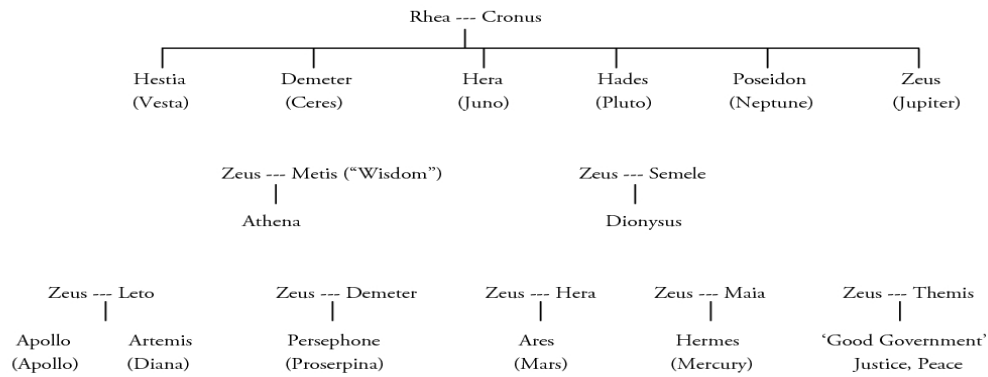 Rhea --- Cronus
Hestia Demeter Hera Hades Poseidon Zeus
(Vesta) (Ceres) (Juno) (Pluto) (Neptune) (Jupiter)
Zeus --- Metis (“Wisdom”) Zeus --- Semele
Athena Dionysus
Zeus --- Leto Zeus --- Demeter Zeus --- Hera Zeus --- Maia Zeus --- Themis
Apollo Artemis Persephone Ares Hermes ‘Good Government’
(Apollo) (Diana) (Proserpina) (Mars) (Mercury) Justice, Peace